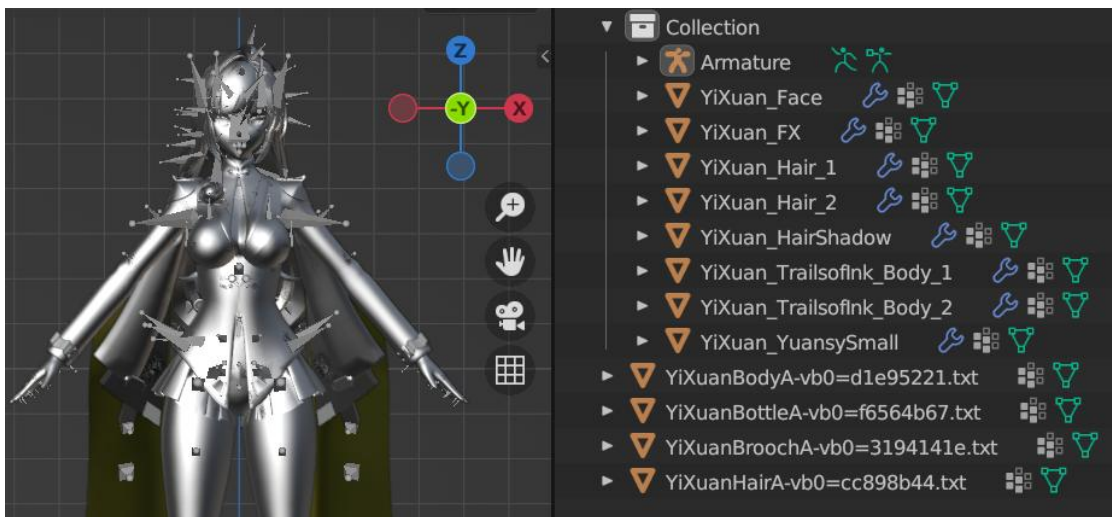 Z
-Y
X
Collection
Armature
YiXuan_Face
YiXuan_FX
YiXuan_Hair_1
YiXuan_Hair_2
YiXuan_HairShadow
YiXuan_TrailsofInk_Body_1
YiXuan_TrailsofInk_Body_2
YiXuan_YuansySmall
YiXuanBodyA-vb0=d1e95221.txt
YiXuanBottleA-vb0=f6564b67.txt
YiXuanBroochA-vb0=3194141e.txt
YiXuanHairA-vb0=cc898b44.txt